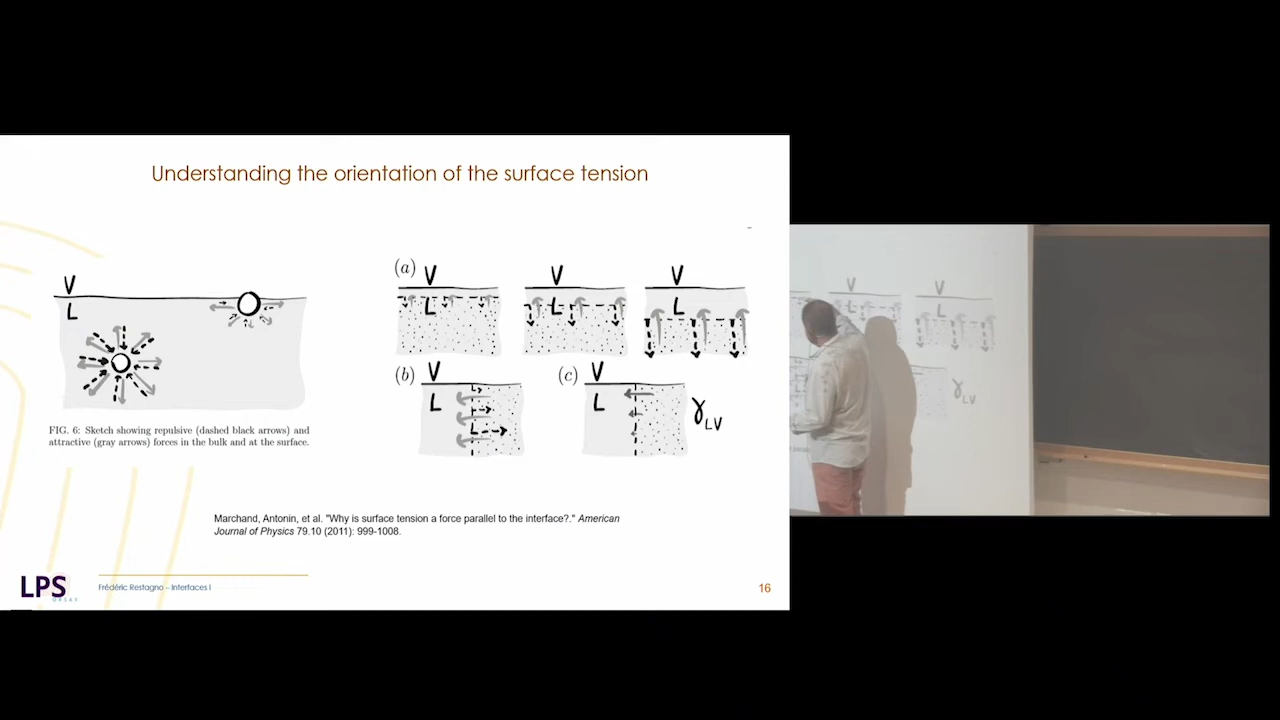 Understanding the orientation of the surface tension
V
L
FIG. 6: Sketch showing repulsive (dashed black arrows) and
attractive (gray arrows) forces in the bulk and at the surface.
(a) V V V
L L L
(b) V (c) V
L L γLV
Marchand, Antonin, et al. "Why is surface tension a force parallel to the interface?." American
Journal of Physics 79.10 (2011): 999-1008.
LPS
ORSAY
Frédéric Restagno – Interfaces I
16
V V
L L
γLV